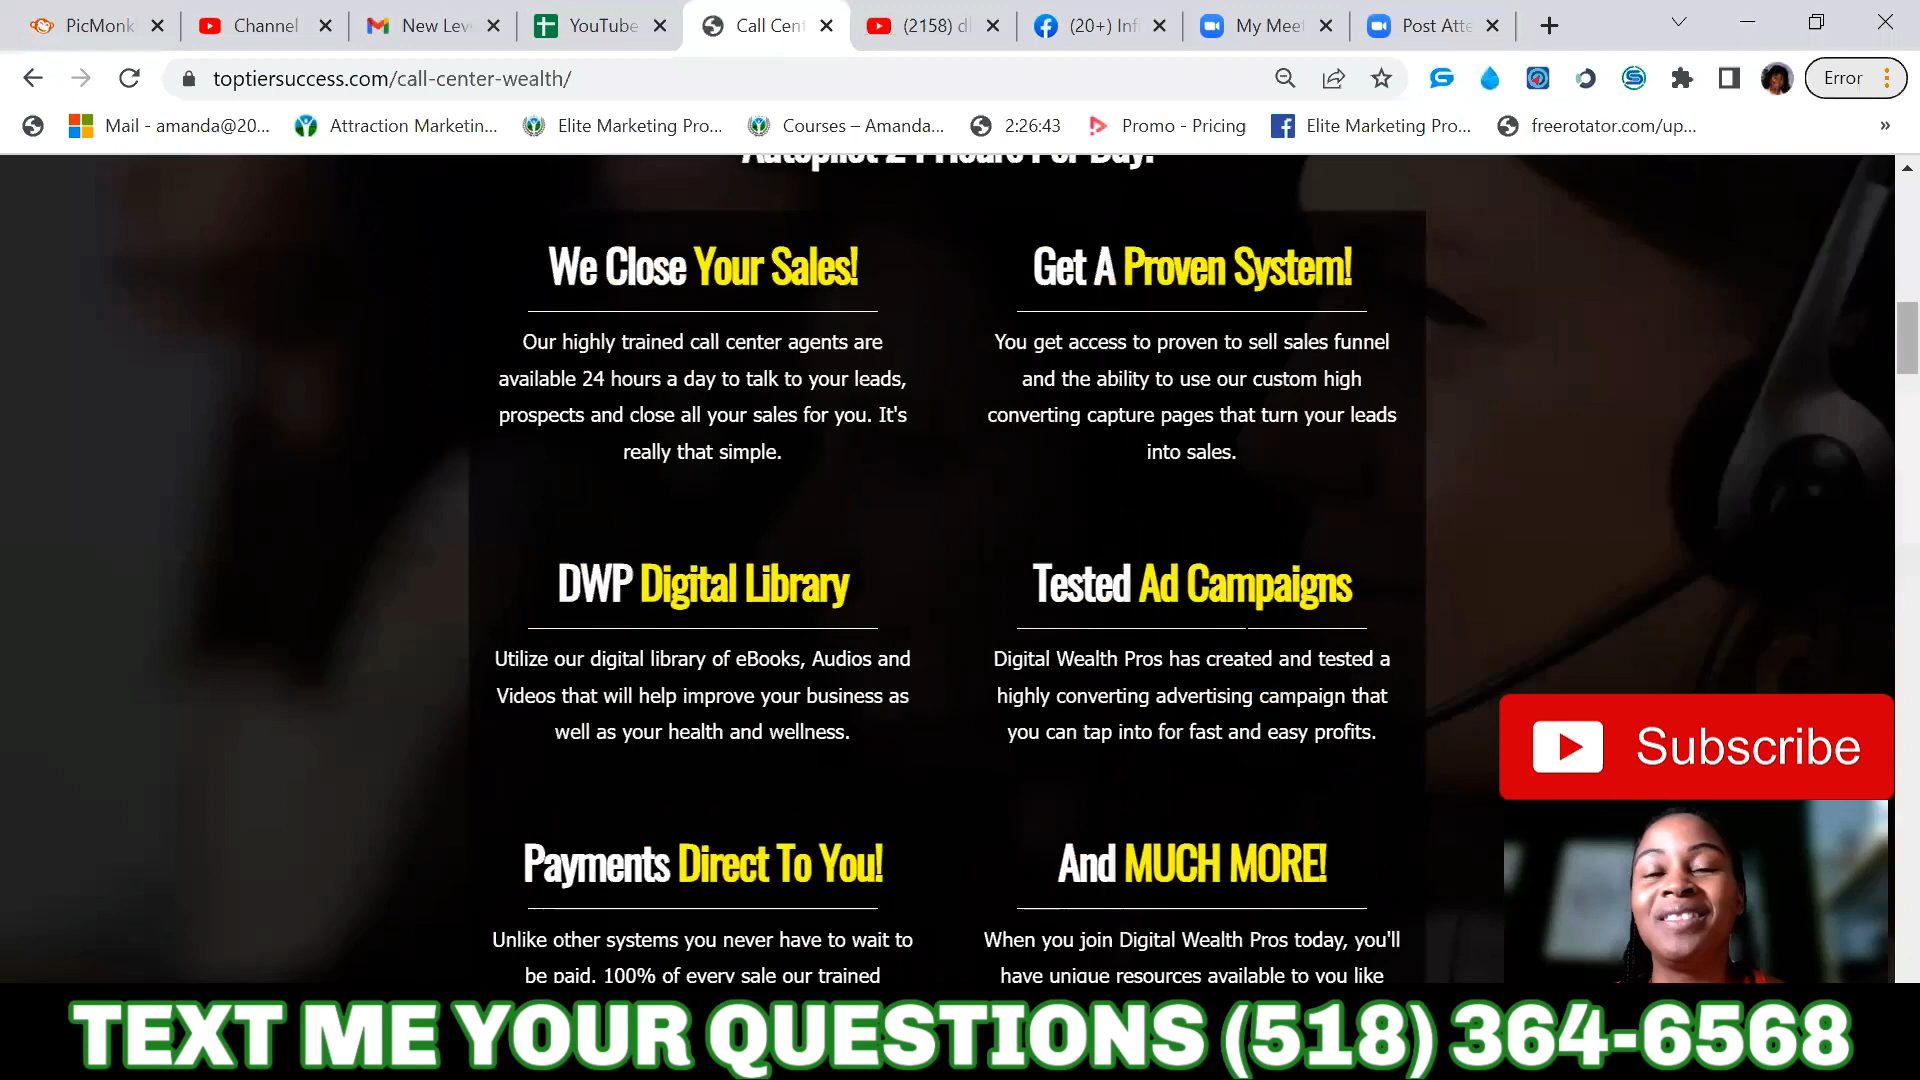 PicMonk
Channel
New Lev
YouTube
Call Cen
(2158) d
(20+) Inf
My Meet
Post Atte
toptiersuccess.com/call-center-wealth/
Error
Mail - amanda@20...
Attraction Marketin...
Elite Marketing Pro...
Courses – Amanda...
2:26:43
Promo - Pricing
Elite Marketing Pro...
freerotator.com/up...
»
Autopilot 24 Hours Per Day!
We Close Your Sales!
Our highly trained call center agents are
available 24 hours a day to talk to your leads,
prospects and close all your sales for you. It's
really that simple.
Get A Proven System!
You get access to proven to sell sales funnel
and the ability to use our custom high
converting capture pages that turn your leads
into sales.
DWP Digital Library
Utilize our digital library of eBooks, Audios and
Videos that will help improve your business as
well as your health and wellness.
Tested Ad Campaigns
Digital Wealth Pros has created and tested a
highly converting advertising campaign that
you can tap into for fast and easy profits.
Payments Direct To You!
Unlike other systems you never have to wait to
be paid. 100% of every sale our trained
And MUCH MORE!
When you join Digital Wealth Pros today, you'll
have unique resources available to you like
Subscribe
TEXT ME YOUR QUESTIONS (518) 364-6568